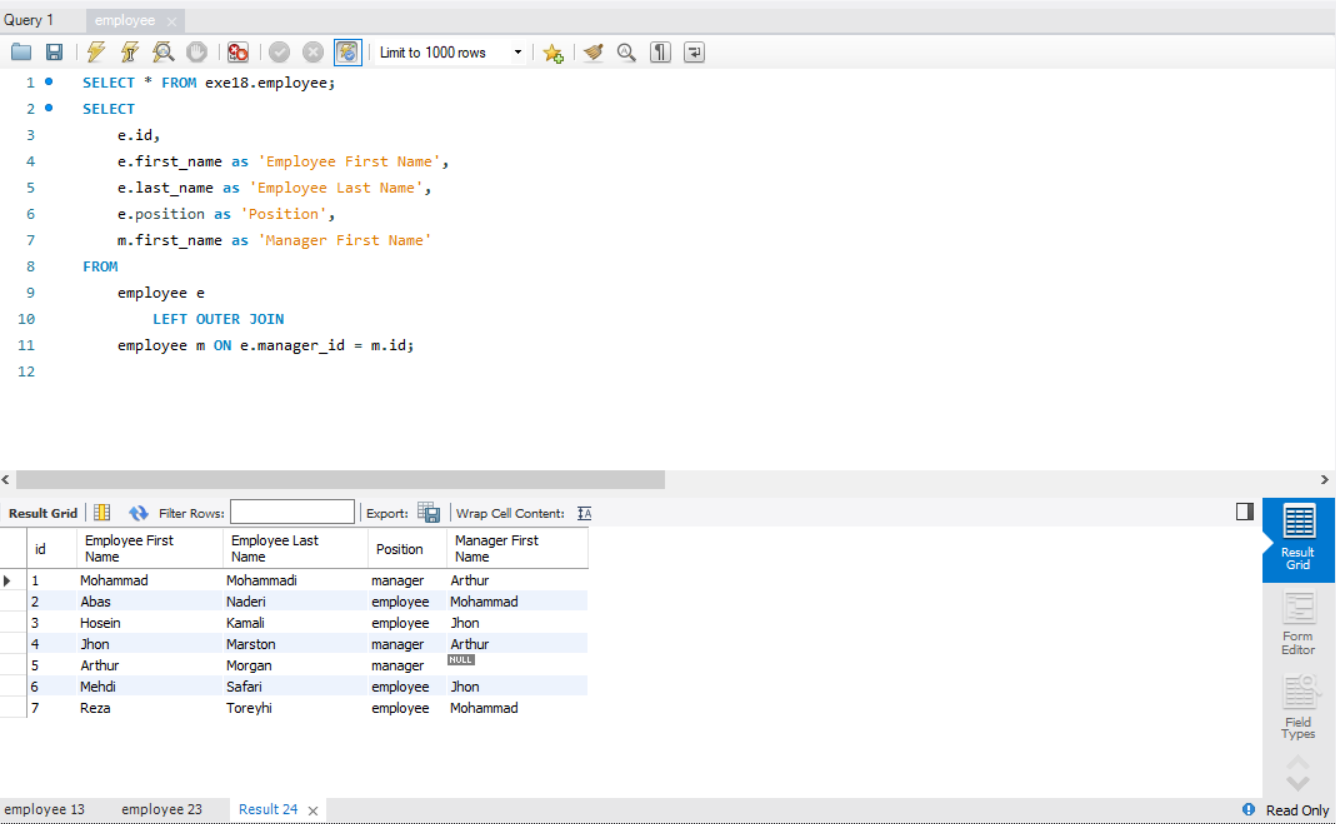 Query 1 employee
Limit to 1000 rows
1 SELECT * FROM exe18.employee;
2 SELECT
3 e.id,
4 e.first_name as 'Employee First Name',
5 e.last_name as 'Employee Last Name',
6 e.position as 'Position',
7 m.first_name as 'Manager First Name'
8 FROM
9 employee e
10 LEFT OUTER JOIN
11 employee m ON e.manager_id = m.id;
12
Result Grid Filter Rows: Export: Wrap Cell Content:
id Employee First Name Employee Last Name Position Manager First Name
1 Mohammad Mohammadi manager Arthur
2 Abas Naderi employee Mohammad
3 Hosein Kamali employee Jhon
4 Jhon Marston manager Arthur
5 Arthur Morgan manager NULL
6 Mehdi Safari employee Jhon
7 Reza Toreyhi employee Mohammad
Result
Grid
Form
Editor
Field
Types
employee 13 employee 23 Result 24 Read Only